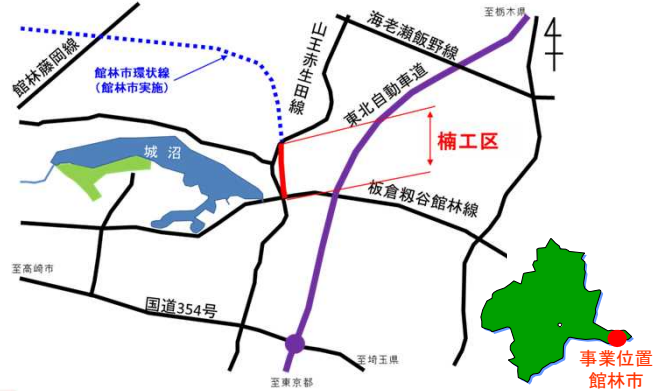 至栃木県
海老瀬飯野線
館林藤岡線
山王赤生田線
館林市環状線
（館林市実施）
東北自動車道
楠工区
城沼
板倉籾谷館林線
至高崎市
国道354号
至埼玉県
至東京都
事業位置
館林市